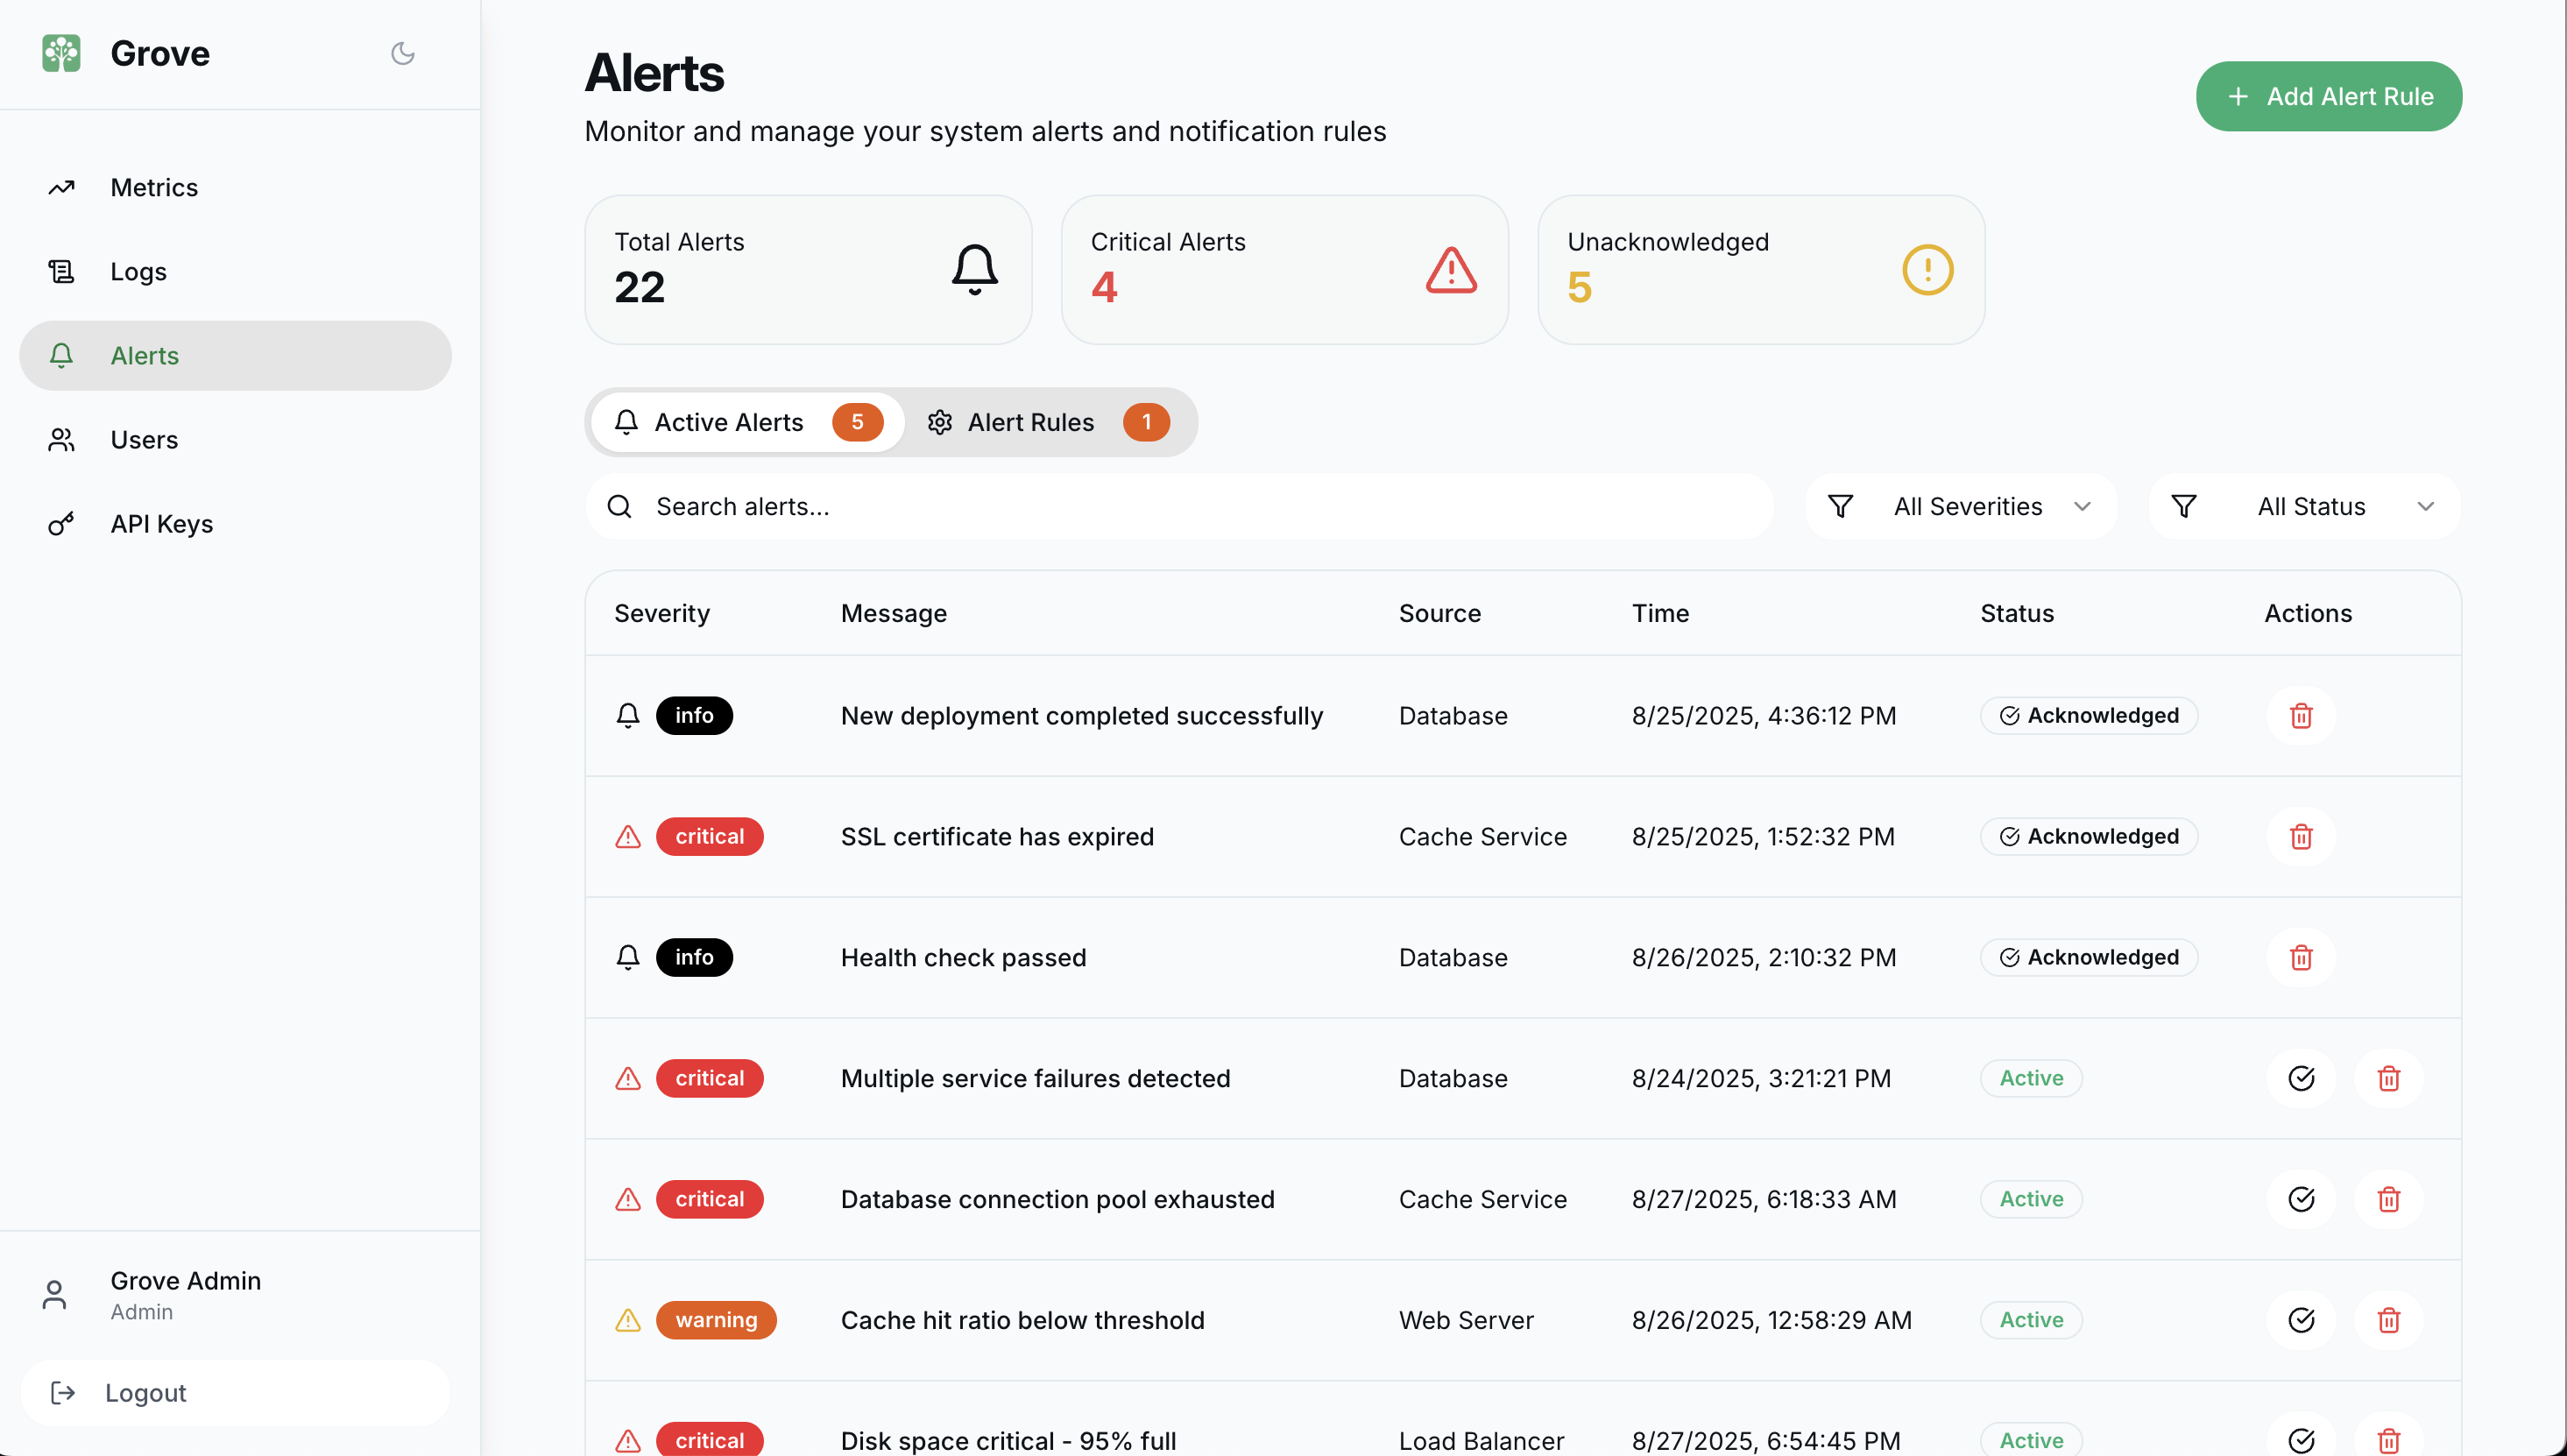 Grove
Metrics
Logs
Alerts
Users
API Keys
Grove Admin
Admin
Logout
Alerts
Monitor and manage your system alerts and notification rules
Add Alert Rule
Total Alerts
22
Critical Alerts
4
Unacknowledged
5
Active Alerts 5 Alert Rules 1
Search alerts... All Severities All Status
Severity Message Source Time Status Actions
info New deployment completed successfully Database 8/25/2025, 4:36:12 PM Acknowledged
critical SSL certificate has expired Cache Service 8/25/2025, 1:52:32 PM Acknowledged
info Health check passed Database 8/26/2025, 2:10:32 PM Acknowledged
critical Multiple service failures detected Database 8/24/2025, 3:21:21 PM Active
critical Database connection pool exhausted Cache Service 8/27/2025, 6:18:33 AM Active
warning Cache hit ratio below threshold Web Server 8/26/2025, 12:58:29 AM Active
critical Disk space critical - 95% full Load Balancer 8/27/2025, 6:54:45 PM Active